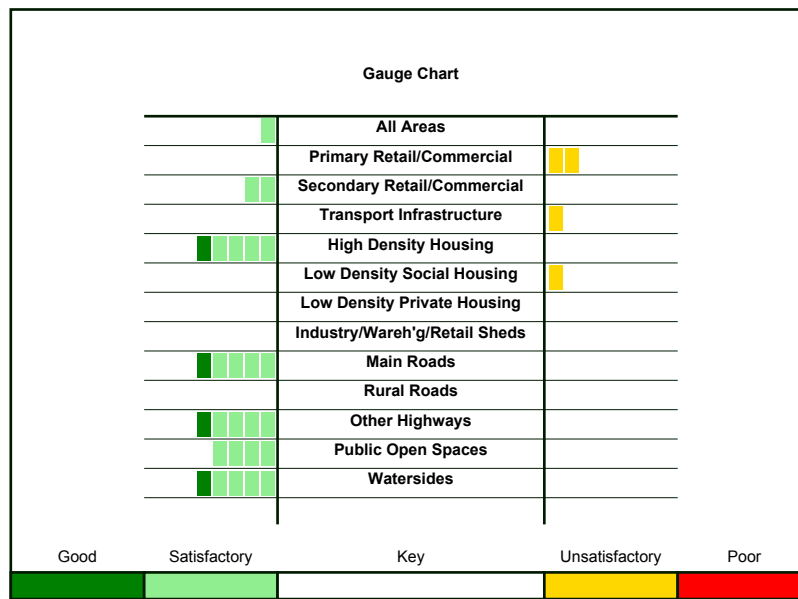 Gauge Chart
All Areas
Primary Retail/Commercial
Secondary Retail/Commercial
Transport Infrastructure
High Density Housing
Low Density Social Housing
Low Density Private Housing
Industry/Wareh'g/Retail Sheds
Main Roads
Rural Roads
Other Highways
Public Open Spaces
Watersides
Good Satisfactory Key Unsatisfactory Poor